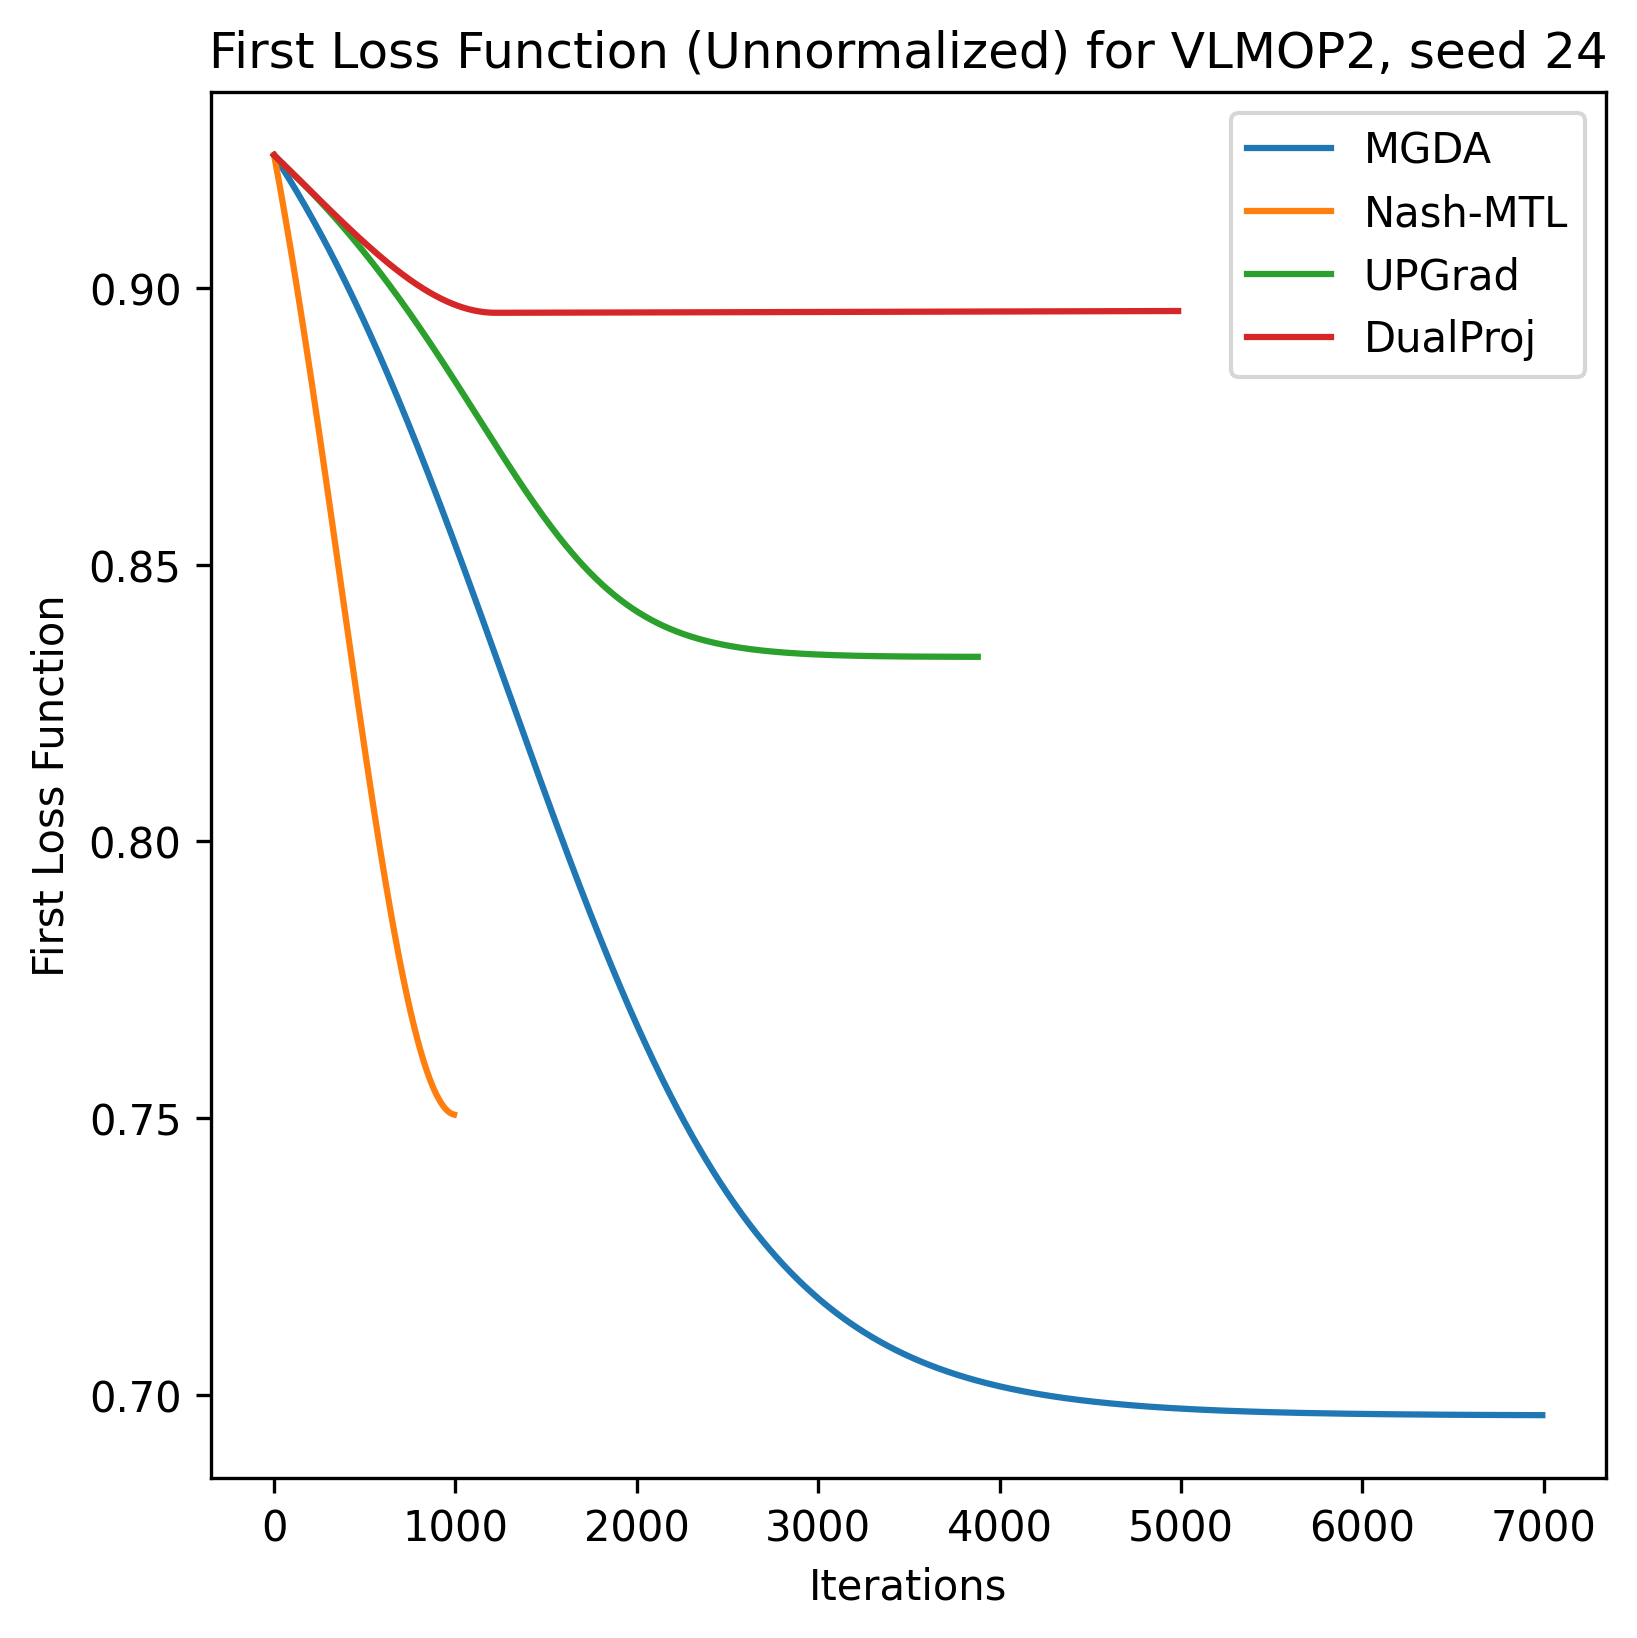 First Loss Function (Unnormalized) for VLMOP2, seed 24
MGDA
Nash-MTL
UPGrad
DualProj
First Loss Function
0.90
0.85
0.80
0.75
0.70
0 1000 2000 3000 4000 5000 6000 7000
Iterations